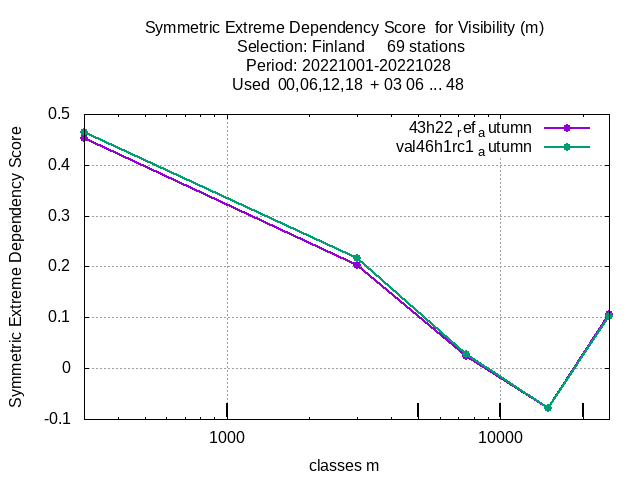 Symmetric Extreme Dependency Score for Visibility (m)
Selection: Finland 69 stations
Period: 20221001-20221028
Used 00,06,12,18 + 03 06 ... 48
43h22 ref autumn
val46h1rc1 autumn
Symmetric Extreme Dependency Score
0.5
0.4
0.3
0.2
0.1
0
-0.1
1000 10000
classes m